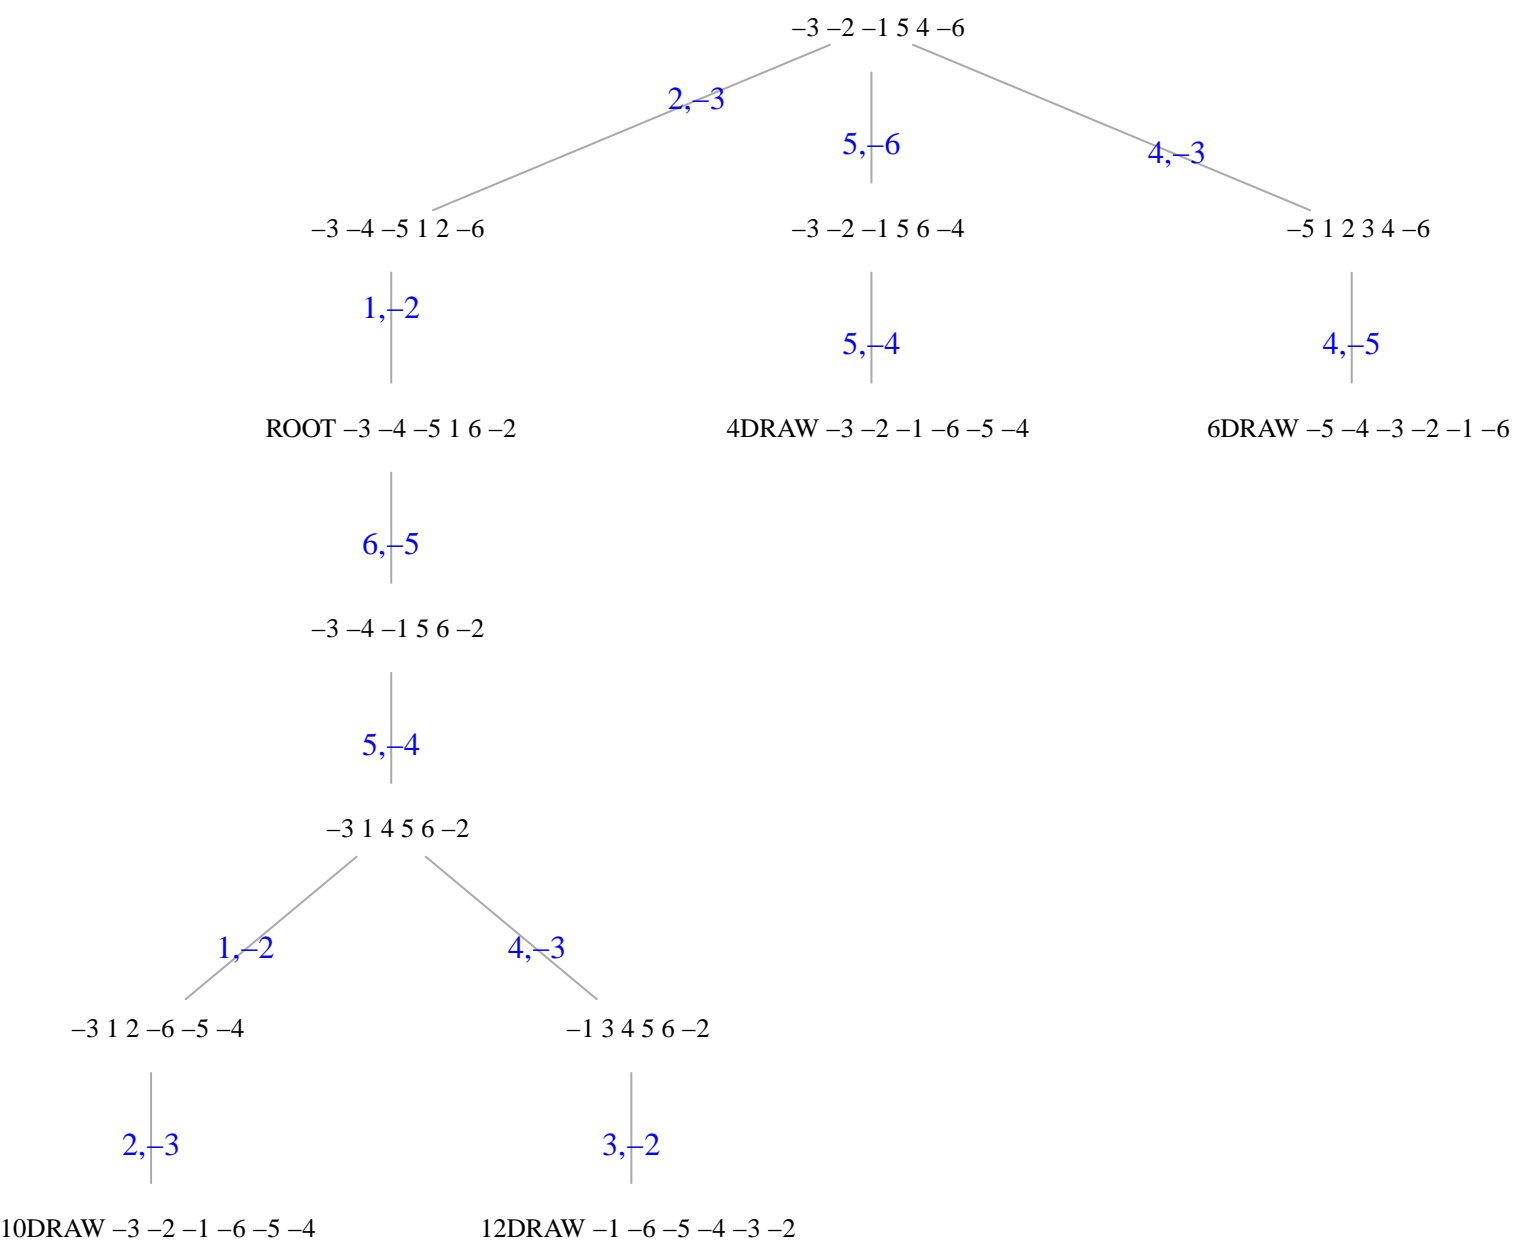 –3 –2 –1 5 4 –6
2,–3
5,–6
4,–3
–3 –4 –5 1 2 –6
–3 –2 –1 5 6 –4
–5 1 2 3 4 –6
1,–2
5,–4
4,–5
ROOT –3 –4 –5 1 6 –2
4DRAW –3 –2 –1 –6 –5 –4
6DRAW –5 –4 –3 –2 –1 –6
6,–5
–3 –4 –1 5 6 –2
5,–4
–3 1 4 5 6 –2
1,–2
4,–3
–3 1 2 –6 –5 –4
–1 3 4 5 6 –2
2,–3
3,–2
10DRAW –3 –2 –1 –6 –5 –4
12DRAW –1 –6 –5 –4 –3 –2